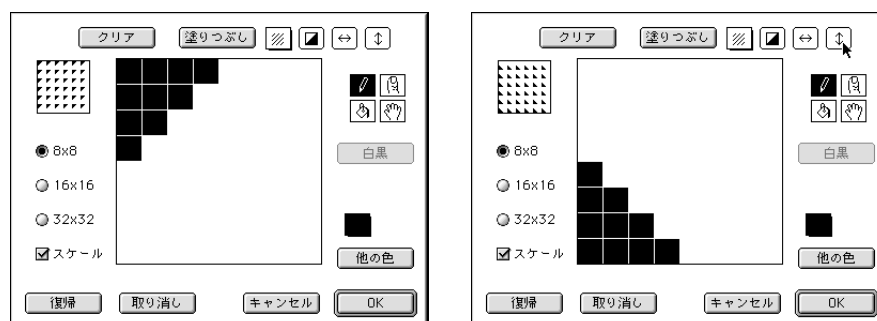 クリア 塗りつぶし
8x8
白黒
16x16
32x32
スケール
他の色
復帰 取り消し キャンセル OK
クリア 塗りつぶし
8x8
白黒
16x16
32x32
スケール
他の色
復帰 取り消し キャンセル OK